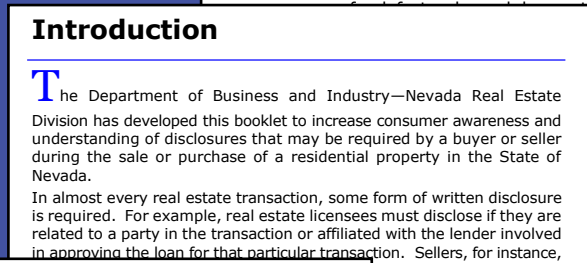 Introduction
The Department of Business and Industry—Nevada Real Estate
Division has developed this booklet to increase consumer awareness and
understanding of disclosures that may be required by a buyer or seller
during the sale or purchase of a residential property in the State of
Nevada.
In almost every real estate transaction, some form of written disclosure
is required.  For example, real estate licensees must disclose if they are
related to a party in the transaction or affiliated with the lender involved
in approving the loan for that particular transaction.  Sellers, for instance,